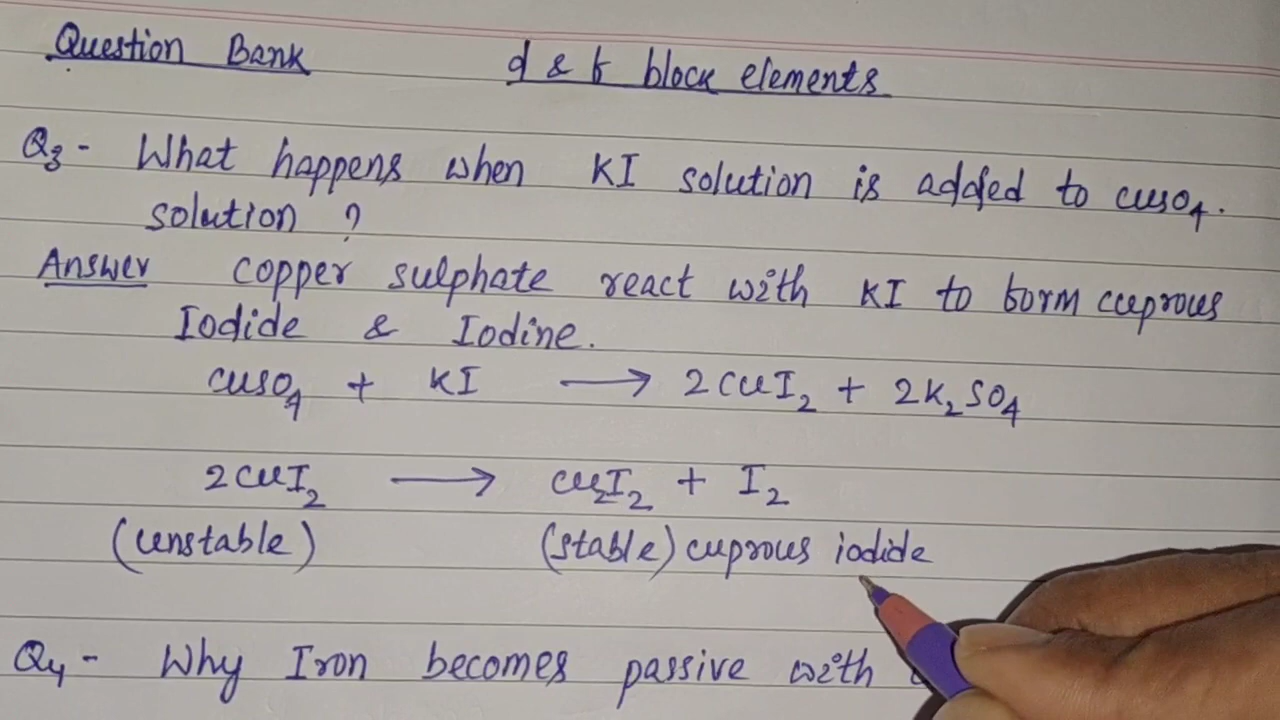 Question Bank d & f block elements
Q3 - What happens when KI solution is added to CuSO4.
solution ?
Answer copper sulphate react with KI to form cuprous
Iodide & Iodine.
CuSO4 + KI ⟶ 2CuI2 + 2K2SO4
2CuI2 ⟶ Cu2I2 + I2
(unstable) (stable) cuprous iodide
Q4 - Why Iron becomes passive with